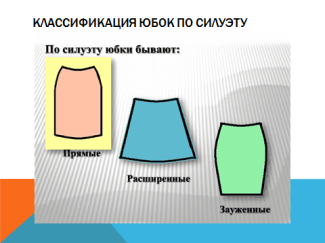 КЛАССИФИКАЦИЯ ЮБОК ПО СИЛУЭТУ
По силуэту юбки бывают:
Прямые
Расширенные
Зауженные